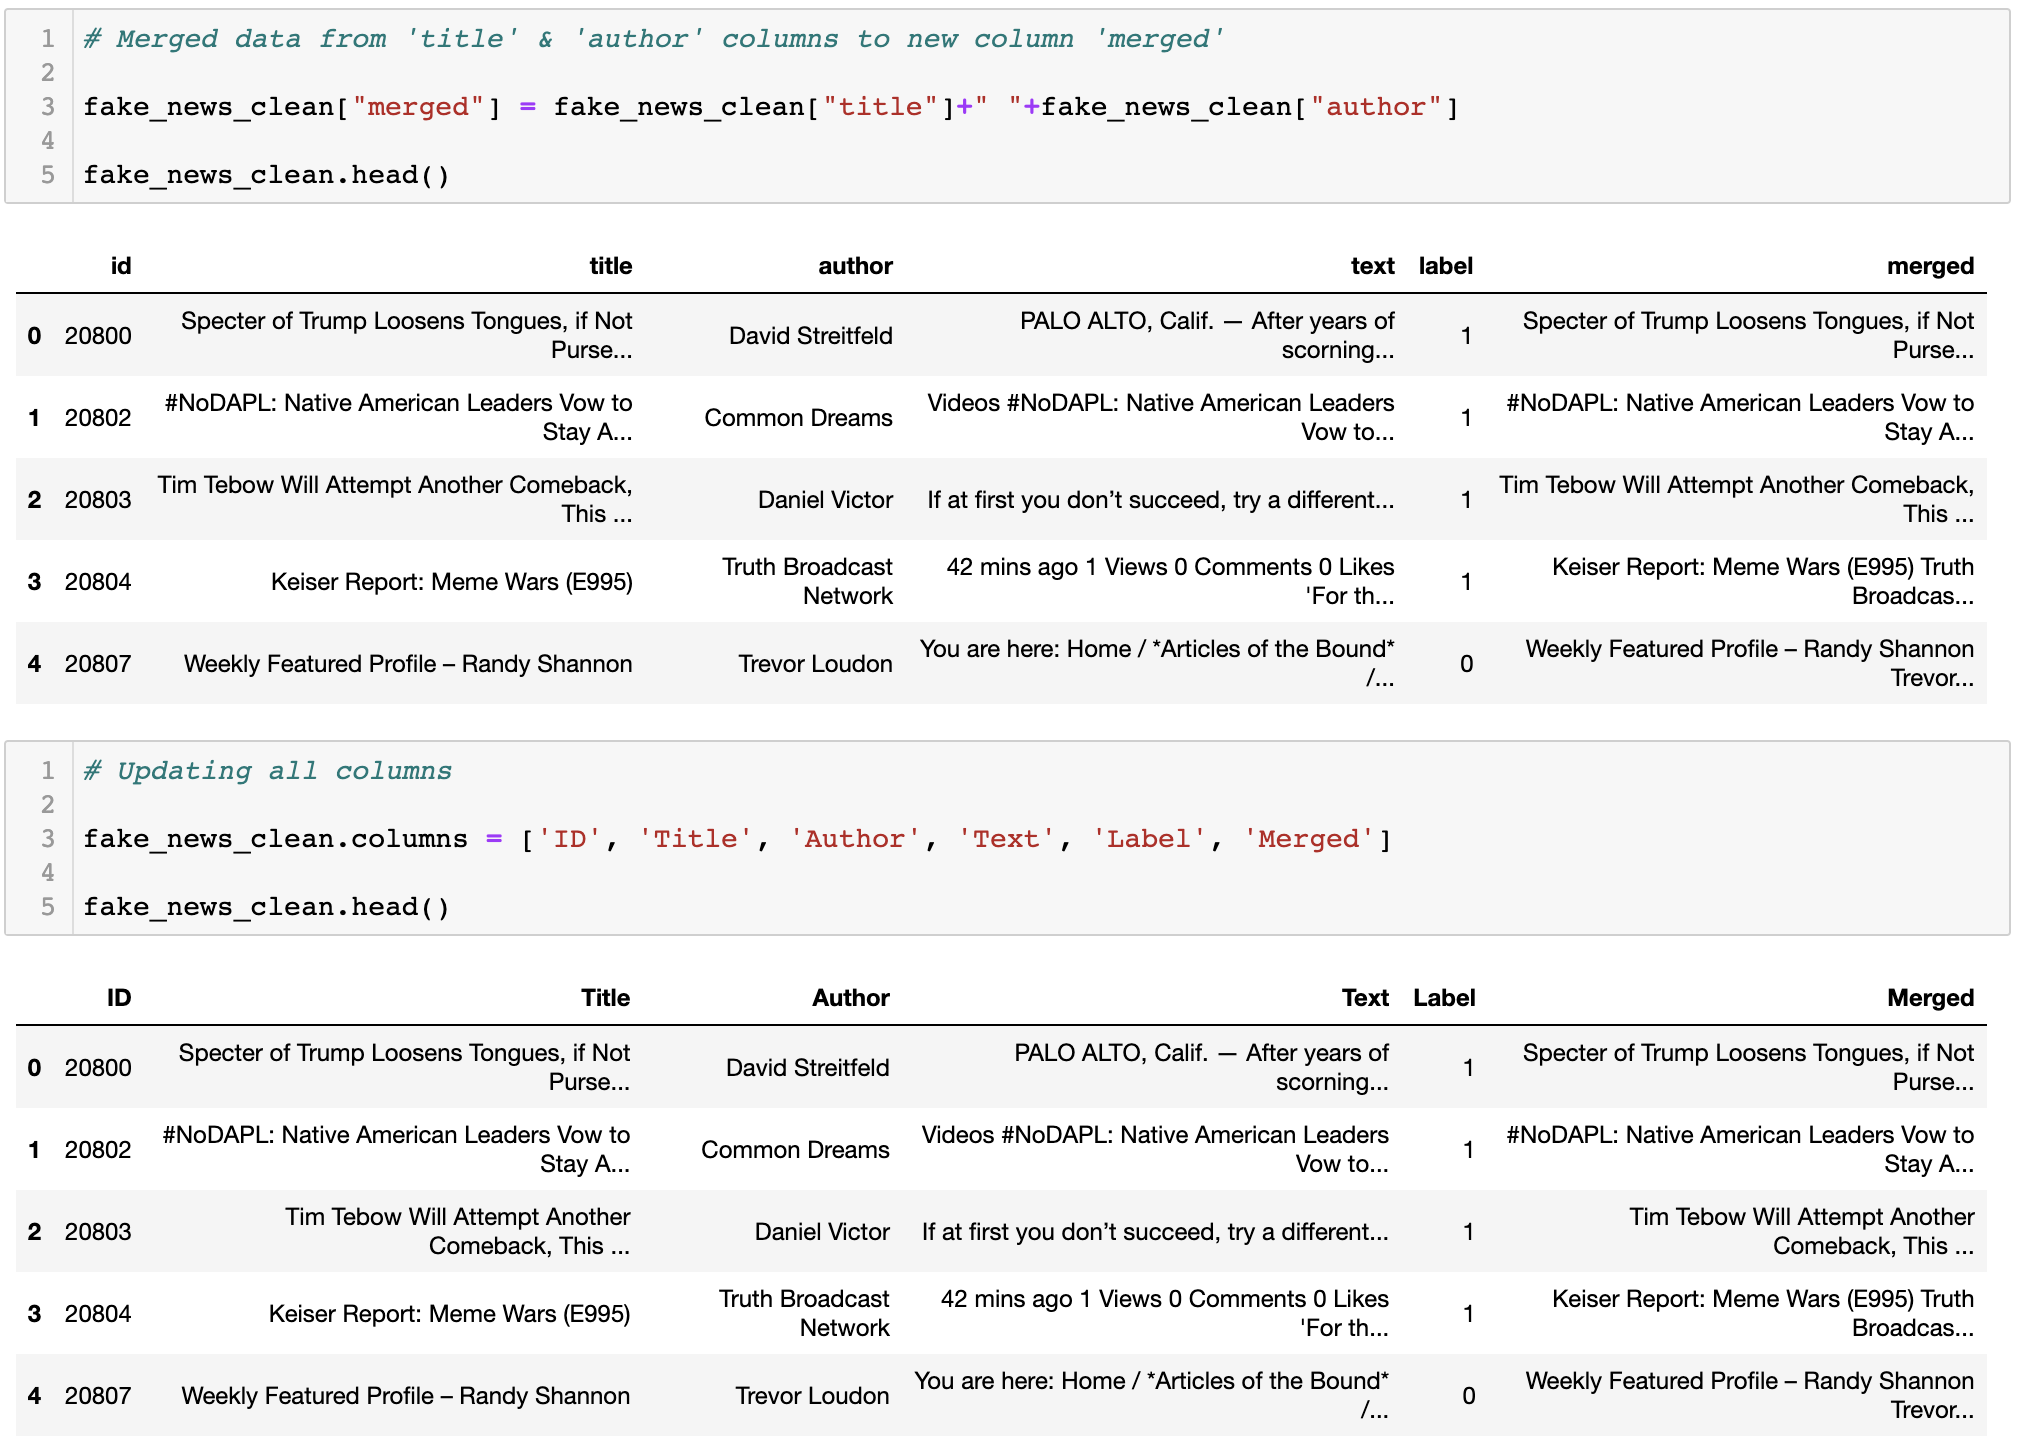 1 # Merged data from 'title' & 'author' columns to new column 'merged'
2
3 fake_news_clean["merged"] = fake_news_clean["title"]+" "+fake_news_clean["author"]
4
5 fake_news_clean.head()
id title author text label merged
0 20800 Specter of Trump Loosens Tongues, if Not Purse... David Streitfeld PALO ALTO, Calif. — After years of scorning... 1 Specter of Trump Loosens Tongues, if Not Purse...
1 20802 #NoDAPL: Native American Leaders Vow to Stay A... Common Dreams Videos #NoDAPL: Native American Leaders Vow to... 1 #NoDAPL: Native American Leaders Vow to Stay A...
2 20803 Tim Tebow Will Attempt Another Comeback, This ... Daniel Victor If at first you don’t succeed, try a different... 1 Tim Tebow Will Attempt Another Comeback, This ...
3 20804 Keiser Report: Meme Wars (E995) Truth Broadcast Network 42 mins ago 1 Views 0 Comments 0 Likes 'For th... 1 Keiser Report: Meme Wars (E995) Truth Broadcas...
4 20807 Weekly Featured Profile – Randy Shannon Trevor Loudon You are here: Home / *Articles of the Bound* /... 0 Weekly Featured Profile – Randy Shannon Trevor...
1 # Updating all columns
2
3 fake_news_clean.columns = ['ID', 'Title', 'Author', 'Text', 'Label', 'Merged']
4
5 fake_news_clean.head()
ID Title Author Text Label Merged
0 20800 Specter of Trump Loosens Tongues, if Not Purse... David Streitfeld PALO ALTO, Calif. — After years of scorning... 1 Specter of Trump Loosens Tongues, if Not Purse...
1 20802 #NoDAPL: Native American Leaders Vow to Stay A... Common Dreams Videos #NoDAPL: Native American Leaders Vow to... 1 #NoDAPL: Native American Leaders Vow to Stay A...
2 20803 Tim Tebow Will Attempt Another Comeback, This ... Daniel Victor If at first you don’t succeed, try a different... 1 Tim Tebow Will Attempt Another Comeback, This ...
3 20804 Keiser Report: Meme Wars (E995) Truth Broadcast Network 42 mins ago 1 Views 0 Comments 0 Likes 'For th... 1 Keiser Report: Meme Wars (E995) Truth Broadcas...
4 20807 Weekly Featured Profile – Randy Shannon Trevor Loudon You are here: Home / *Articles of the Bound* /... 0 Weekly Featured Profile – Randy Shannon Trevor...